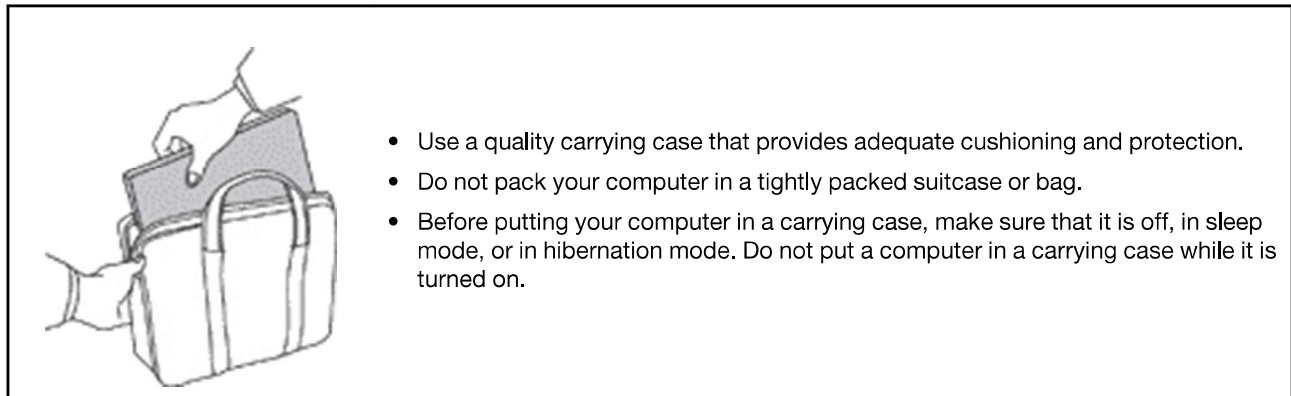 • Use a quality carrying case that provides adequate cushioning and protection.
• Do not pack your computer in a tightly packed suitcase or bag.
• Before putting your computer in a carrying case, make sure that it is off, in sleep
mode, or in hibernation mode. Do not put a computer in a carrying case while it is
turned on.